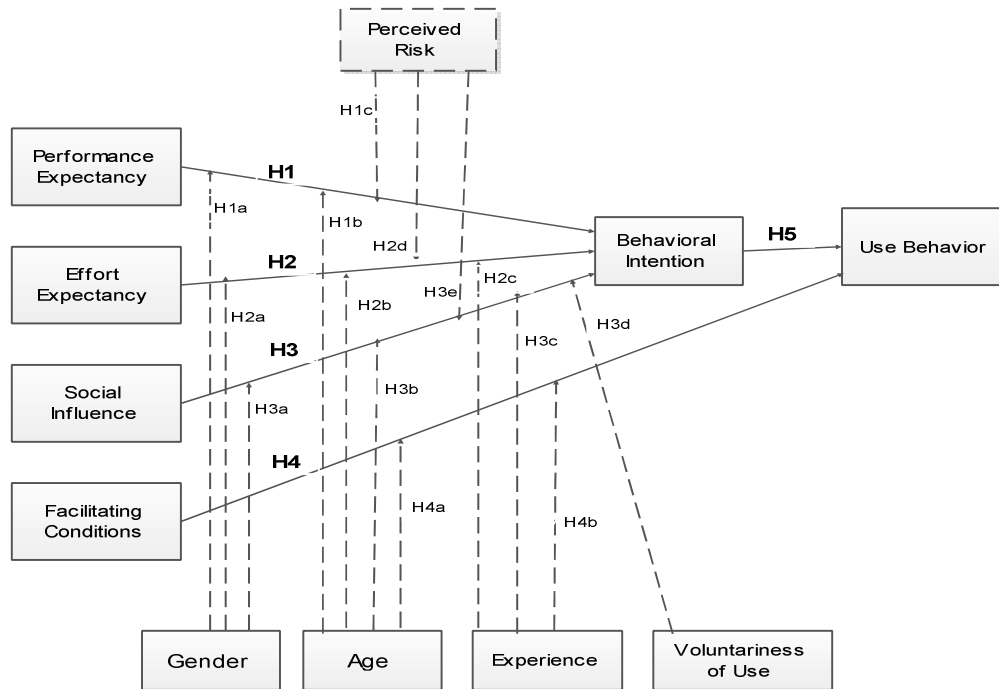 Perceived
Risk
H1c
Performance
Expectancy
H1
H1a
H1b
Effort
Expectancy
H2
H2d
H2a
H2b
H2c
H3e
Behavioral
Intention
H5
Use Behavior
Social
Influence
H3
H3a
H3b
H3c
H3d
Facilitating
Conditions
H4
H4a
H4b
Gender
Age
Experience
Voluntariness
of Use